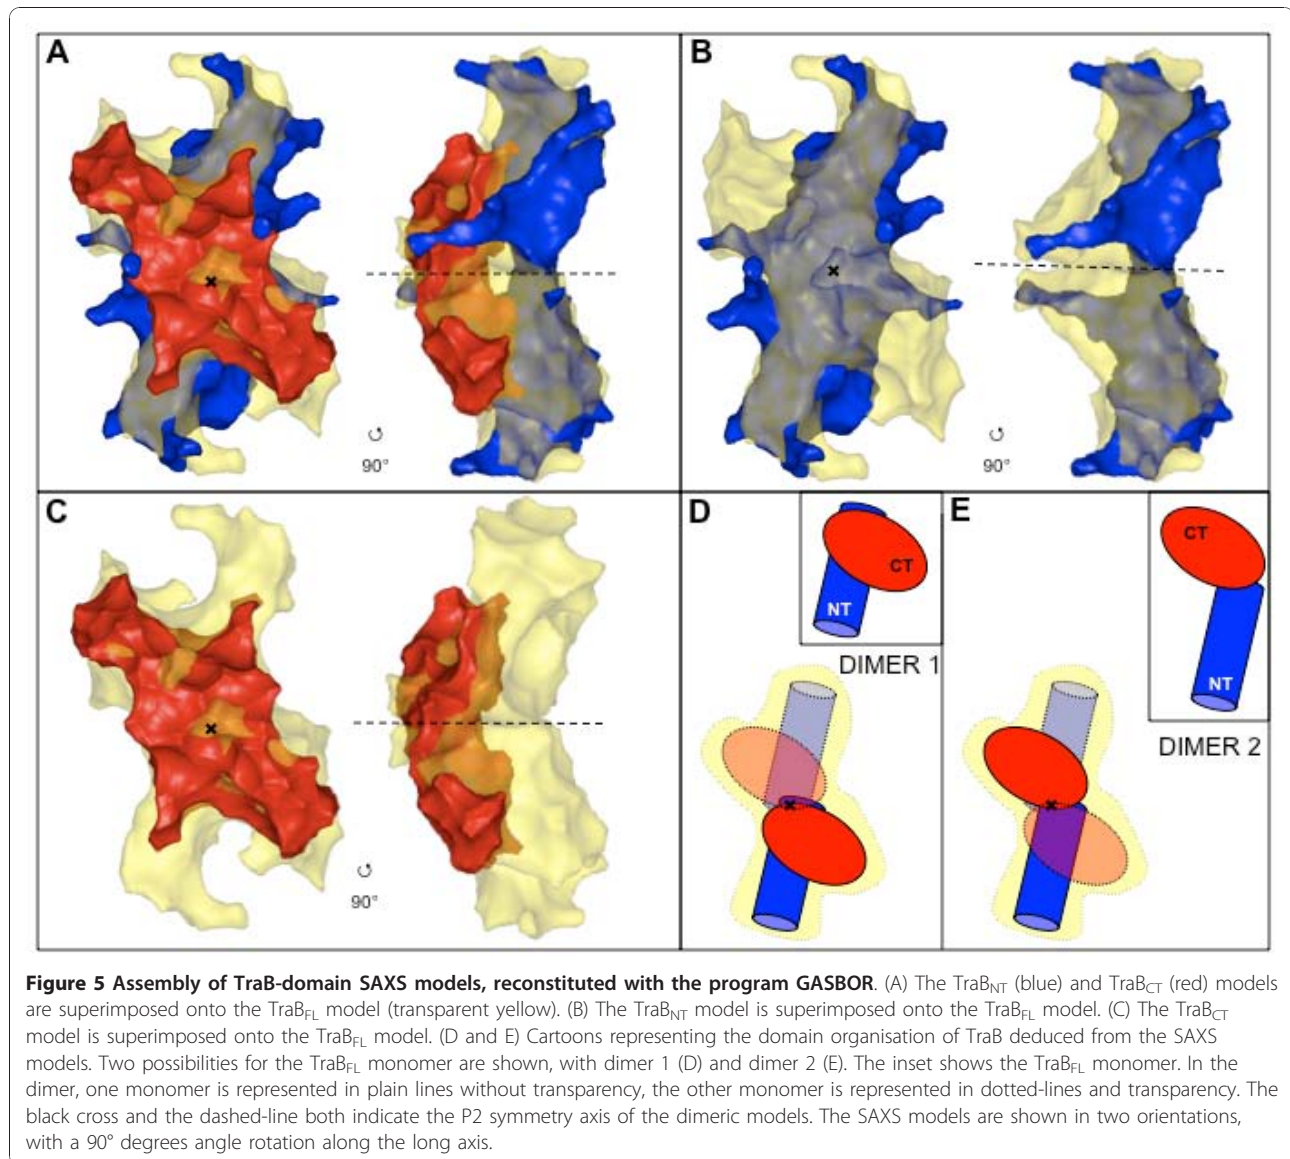 A
B
90°
90°
C
D
E
CT
NT
CT
NT
DIMER 1
DIMER 2
90°
Figure 5 Assembly of TraB-domain SAXS models, reconstituted with the program GASBOR. (A) The TraBNT (blue) and TraBCT (red) models
are superimposed onto the TraBFL model (transparent yellow). (B) The TraBNT model is superimposed onto the TraBFL model. (C) The TraBCT
model is superimposed onto the TraBFL model. (D and E) Cartoons representing the domain organisation of TraB deduced from the SAXS
models. Two possibilities for the TraBFL monomer are shown, with dimer 1 (D) and dimer 2 (E). The inset shows the TraBFL monomer. In the
dimer, one monomer is represented in plain lines without transparency, the other monomer is represented in dotted-lines and transparency. The
black cross and the dashed-line both indicate the P2 symmetry axis of the dimeric models. The SAXS models are shown in two orientations,
with a 90° degrees angle rotation along the long axis.